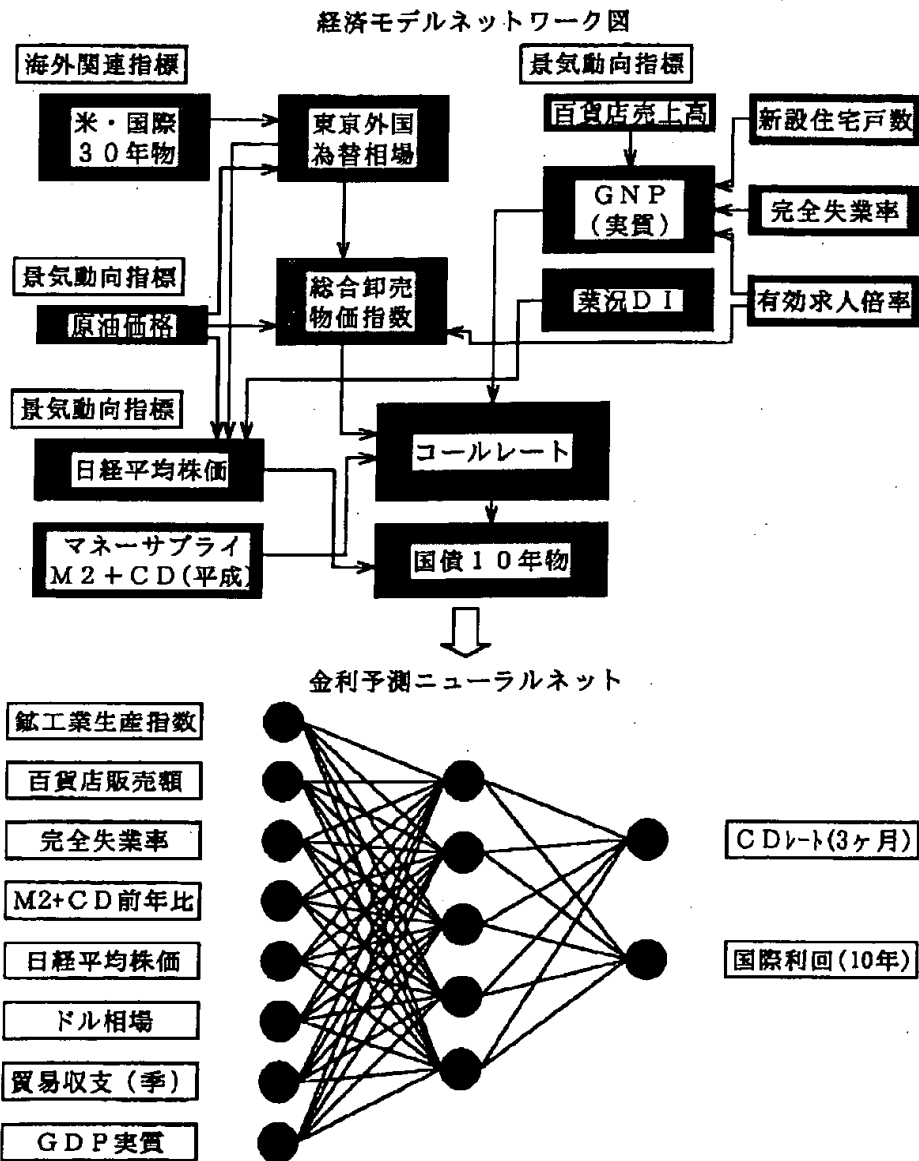 経済モデルネットワーク図
海外関連指標
景気動向指標
米・国際
30年物
東京外国
為替相場
百貨店売上高
新設住宅戸数
GNP
(実質)
完全失業率
景気動向指標
原油価格
総合卸売
物価指数
業況DI
有効求人倍率
景気動向指標
日経平均株価
コールレート
マネーサプライ
M2+CD(平成)
国債10年物
金利予測ニューラルネット
鉱工業生産指数
百貨店販売額
完全失業率
M2+CD前年比
日経平均株価
ドル相場
貿易収支(季)
GDP実質
CDレート(3ヶ月)
国際利回(10年)